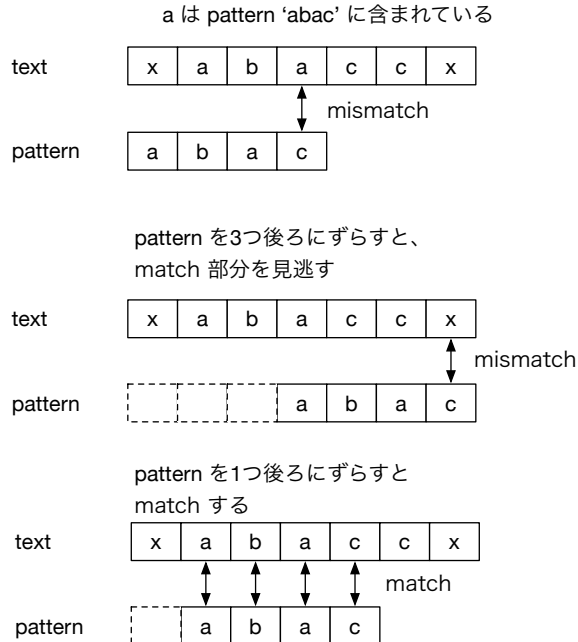 a は pattern ‘abac’ に含まれている
text x a b a c c x
mismatch
pattern a b a c
pattern を3つ後ろにずらすと、
match 部分を見逃す
text x a b a c c x
mismatch
pattern a b a c
pattern を1つ後ろにずらすと
match する
text x a b a c c x
match
pattern a b a c